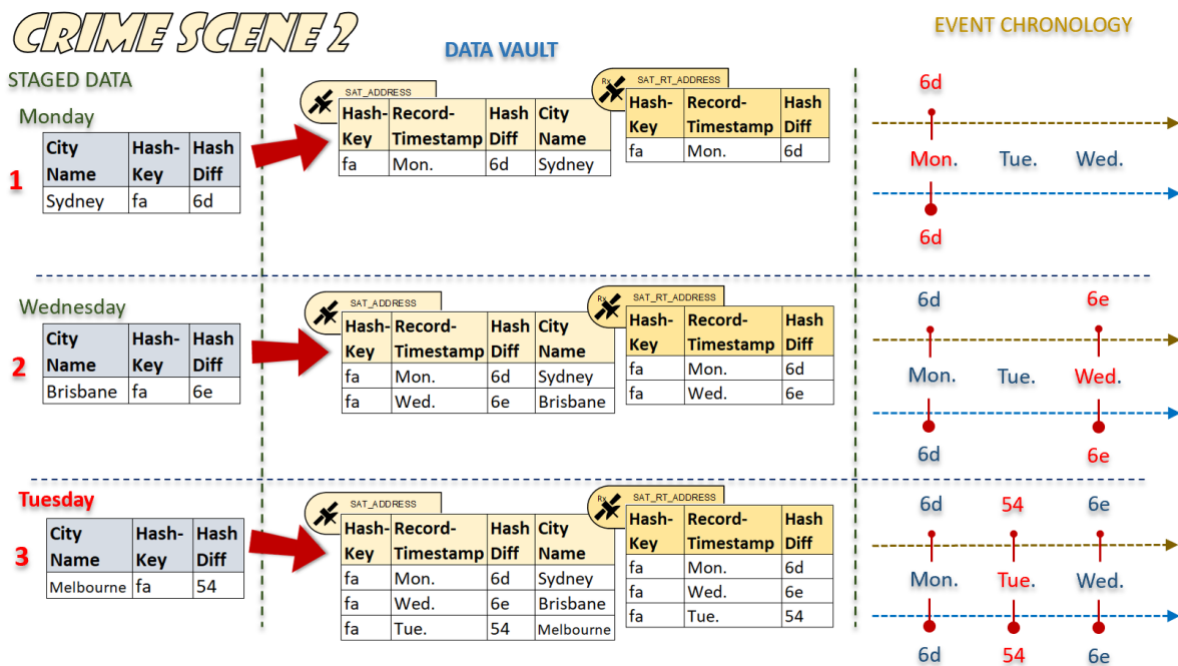 CRIME SCENE 2
DATA VAULT
EVENT CHRONOLOGY
STAGED DATA
Monday
1
City Name Hash-Key Hash Diff
Sydney fa 6d
SAT_ADDRESS
Hash-Key Record-Timestamp Hash Diff City Name
fa Mon. 6d Sydney
Rx SAT_RT_ADDRESS
Hash-Key Record-Timestamp Hash Diff
fa Mon. 6d
6d
Mon. Tue. Wed.
6d
Wednesday
2
City Name Hash-Key Hash Diff
Brisbane fa 6e
SAT_ADDRESS
Hash-Key Record-Timestamp Hash Diff City Name
fa Mon. 6d Sydney
fa Wed. 6e Brisbane
Rx SAT_RT_ADDRESS
Hash-Key Record-Timestamp Hash Diff
fa Mon. 6d
fa Wed. 6e
6d 6e
Mon. Tue. Wed.
6d 6e
Tuesday
3
City Name Hash-Key Hash Diff
Melbourne fa 54
SAT_ADDRESS
Hash-Key Record-Timestamp Hash Diff City Name
fa Mon. 6d Sydney
fa Wed. 6e Brisbane
fa Tue. 54 Melbourne
Rx SAT_RT_ADDRESS
Hash-Key Record-Timestamp Hash Diff
fa Mon. 6d
fa Wed. 6e
fa Tue. 54
6d 54 6e
Mon. Tue. Wed.
6d 54 6e